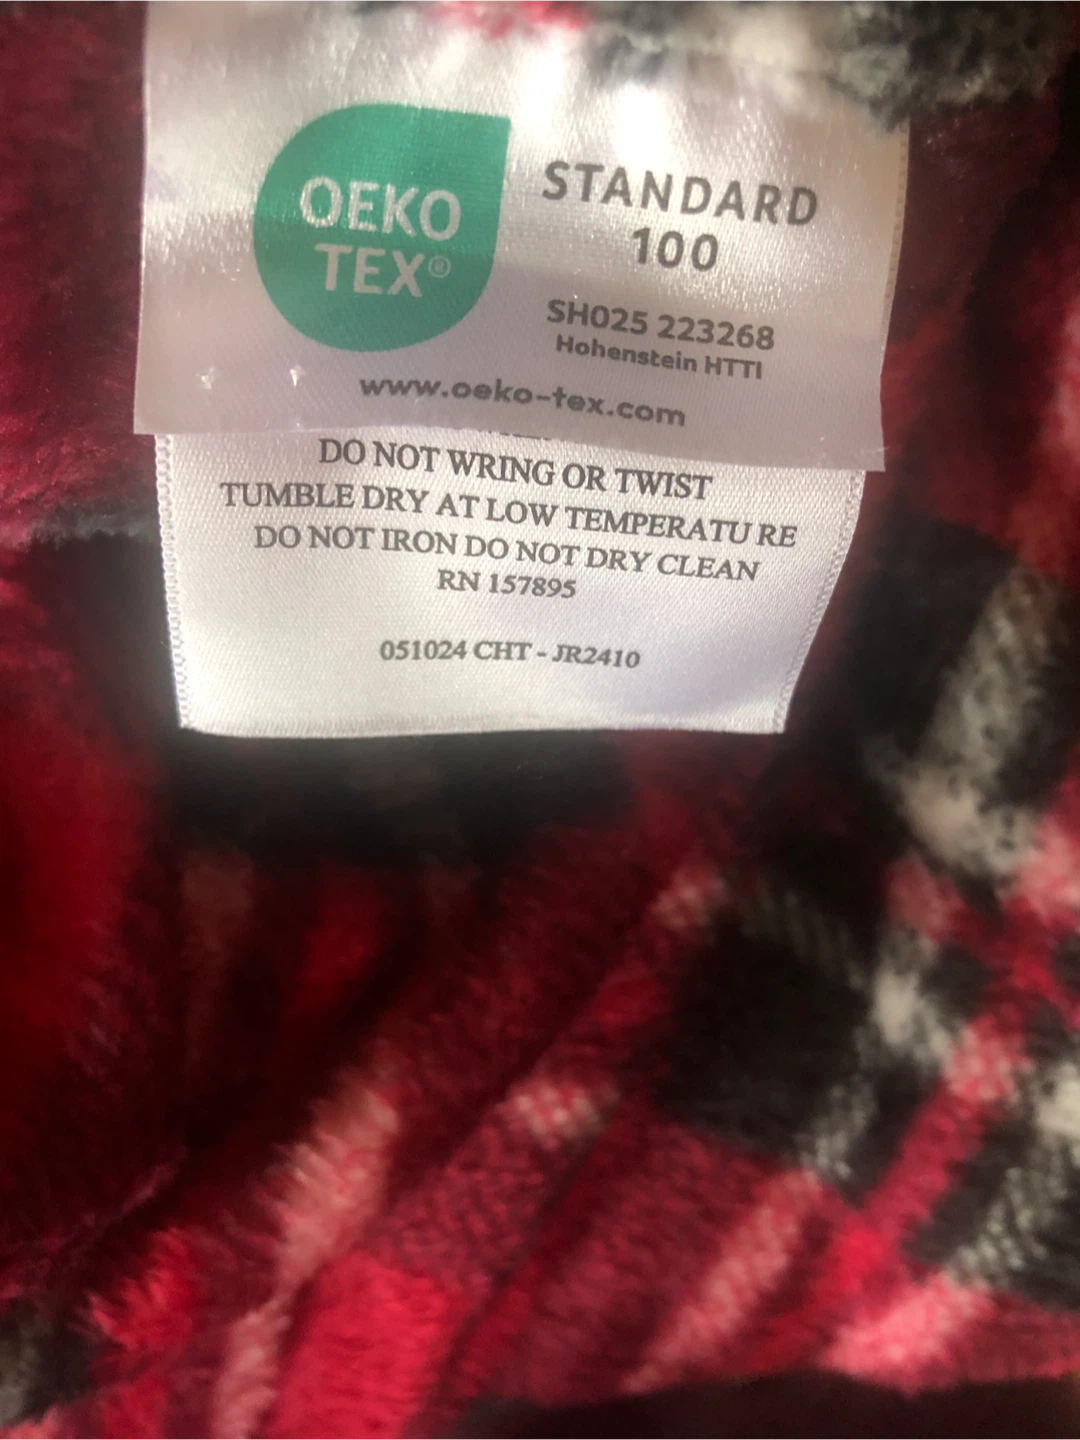 OEKO
TEX®
STANDARD
100
SH025 223268
Hohenstein HTTI
www.oeko-tex.com
DO NOT WRING OR TWIST
TUMBLE DRY AT LOW TEMPERATU RE
DO NOT IRON DO NOT DRY CLEAN
RN 157895
051024 CHT - JR2410